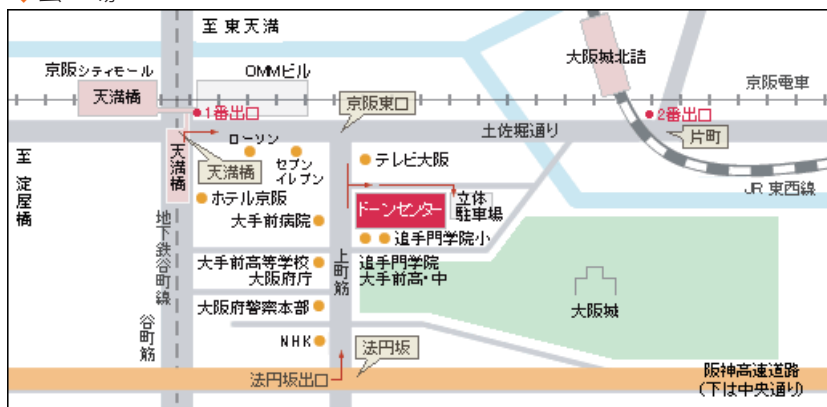 至 東天満
京阪シティモール
OMMビル
大阪城北詰
天満橋
京阪電車
1番出口
京阪東口
2番出口
土佐堀通り
片町
ローソン
天満橋
天満橋
セブン
イレブン
テレビ大阪
至 淀屋橋
JR 東西線
ホテル京阪
ドーンセンター
立体
駐車場
大手前病院
追手門学院小
地下鉄谷町線
上町筋
大手前高等学校
大阪府庁
追手門学院
大手前高・中
大阪府警察本部
大阪城
谷町筋
NHK
法円坂
法円坂出口
阪神高速道路
(下は中央通り)